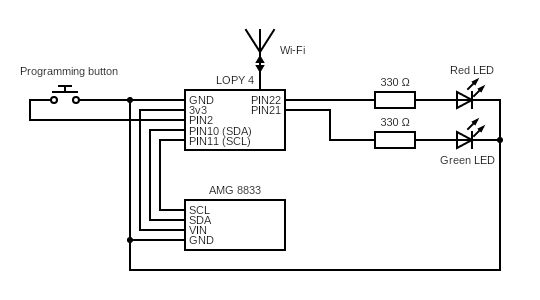 Wi-Fi
Programming button
LOPY 4
330 Ω
Red LED
GND
3v3
PIN2
PIN10 (SDA)
PIN11 (SCL)
PIN22
PIN21
330 Ω
Green LED
AMG 8833
SCL
SDA
VIN
GND